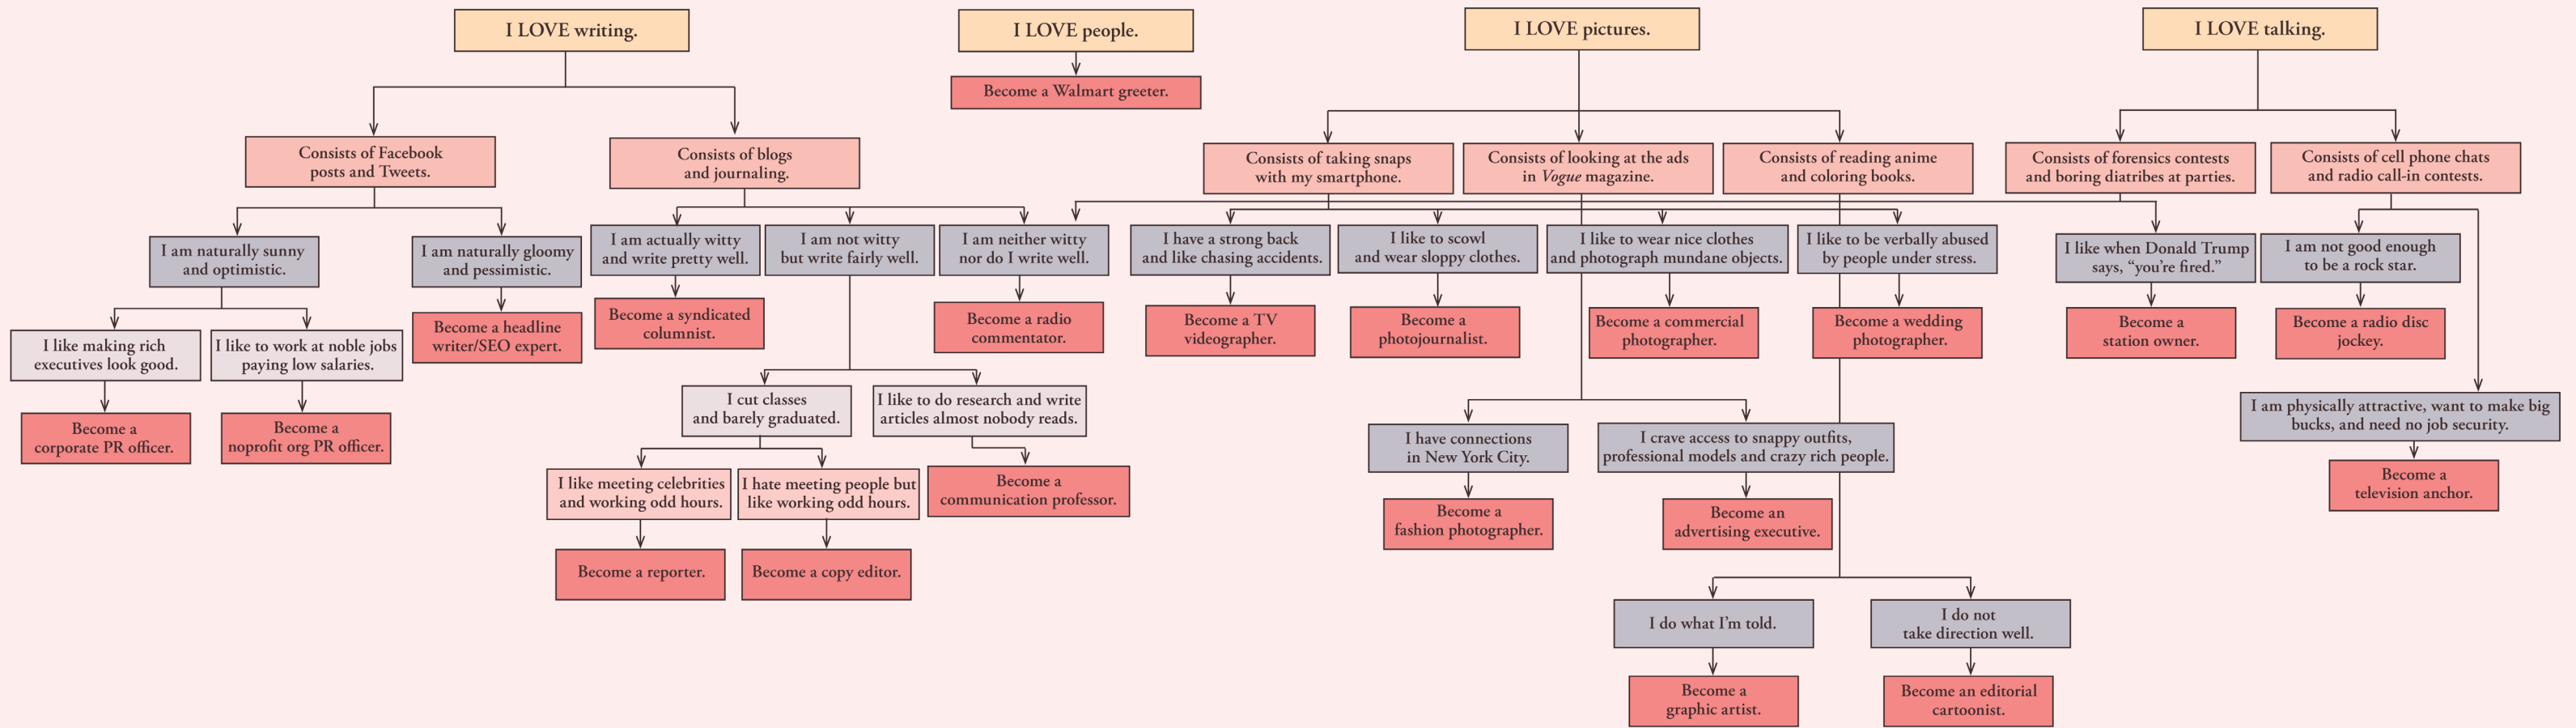 I LOVE writing.
I LOVE people.
I LOVE pictures.
I LOVE talking.
Become a Walmart greeter.
Consists of Facebook
posts and Tweets.
Consists of blogs
and journaling.
Consists of taking snaps
with my smartphone.
Consists of looking at the ads
in Vogue magazine.
Consists of reading anime
and coloring books.
Consists of forensics contests
and boring diatribes at parties.
Consists of cell phone chats
and radio call-in contests.
I am naturally sunny
and optimistic.
I am naturally gloomy
and pessimistic.
I am actually witty
and write pretty well.
I am not witty
but write fairly well.
I am neither witty
nor do I write well.
I have a strong back
and like chasing accidents.
I like to scowl
and wear sloppy clothes.
I like to wear nice clothes
and photograph mundane objects.
I like to be verbally abused
by people under stress.
I like when Donald Trump
says, “you’re fired.”
I am not good enough
to be a rock star.
I like making rich
executives look good.
I like to work at noble jobs
paying low salaries.
Become a headline
writer/SEO expert.
Become a syndicated
columnist.
Become a radio
commentator.
Become a TV
videographer.
Become a
photojournalist.
Become a commercial
photographer.
Become a wedding
photographer.
Become a
station owner.
Become a radio disc
jockey.
Become a
corporate PR officer.
Become a
noprofit org PR officer.
I cut classes
and barely graduated.
I like to do research and write
articles almost nobody reads.
I have connections
in New York City.
I crave access to snappy outfits,
professional models and crazy rich people.
I am physically attractive, want to make big
bucks, and need no job security.
I like meeting celebrities
and working odd hours.
I hate meeting people but
like working odd hours.
Become a
communication professor.
Become a
fashion photographer.
Become an
advertising executive.
Become a
television anchor.
Become a reporter.
Become a copy editor.
I do what I’m told.
I do not
take direction well.
Become a
graphic artist.
Become an editorial
cartoonist.